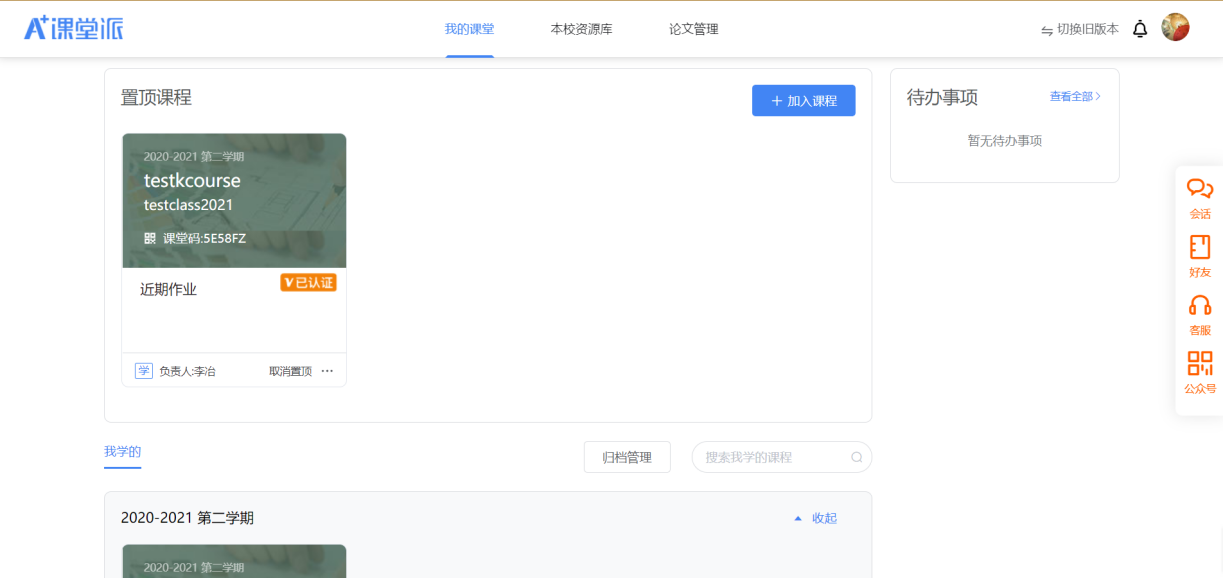 A+课堂派
我的课堂
本校资源库
论文管理
切换旧版本
置顶课程
加入课程
2020-2021 第二学期
testkcourse
testclass2021
课堂码:5E58FZ
近期作业
V已认证
学 负责人:李冶
取消置顶 ···
待办事项
查看全部
暂无待办事项
会话
好友
客服
公众号
我学的
归档管理
搜索我学的课程
2020-2021 第二学期
收起
2020-2021 第二学期